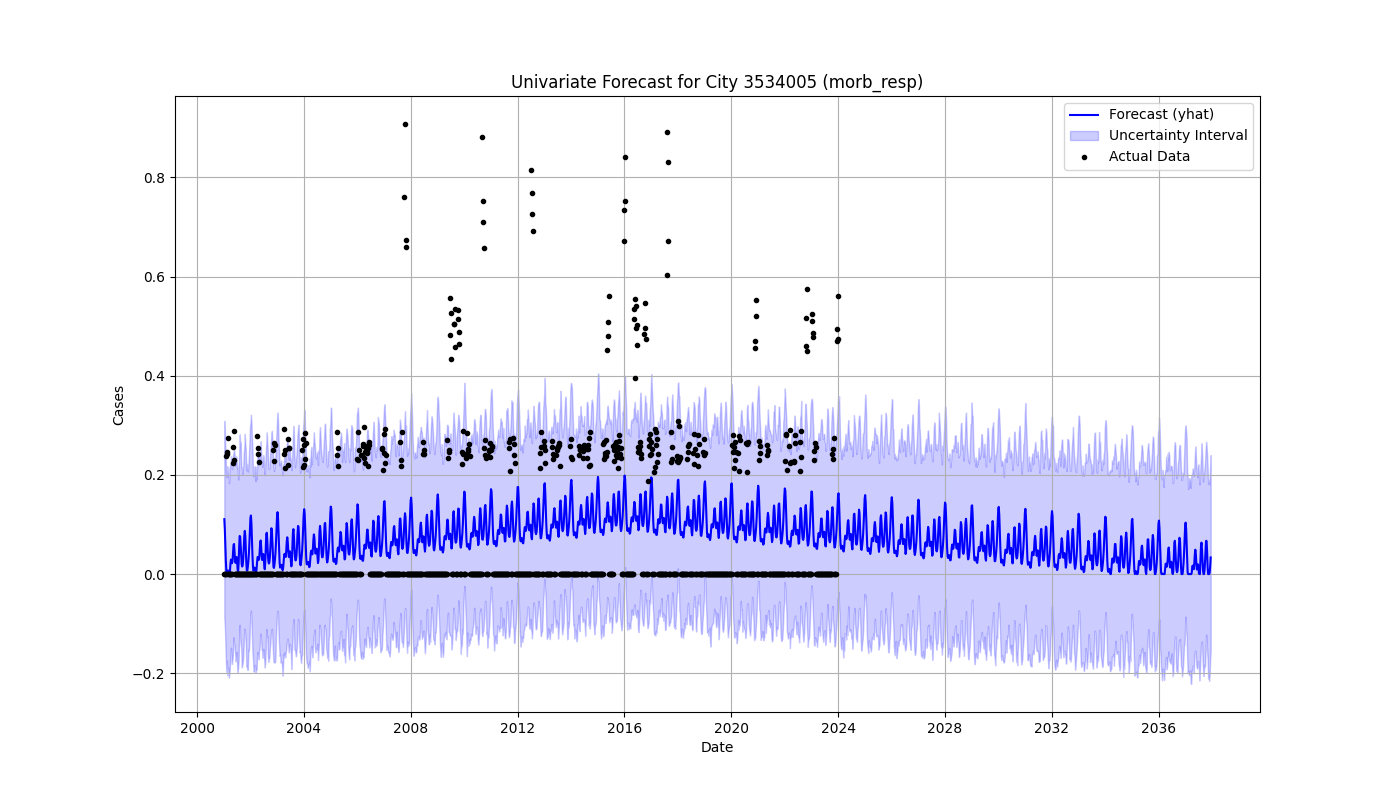 Univariate Forecast for City 3534005 (morb_resp)
Forecast (yhat)
Uncertainty Interval
Actual Data
Cases
0.8
0.6
0.4
0.2
0.0
−0.2
2000 2004 2008 2012 2016 2020 2024 2028 2032 2036
Date